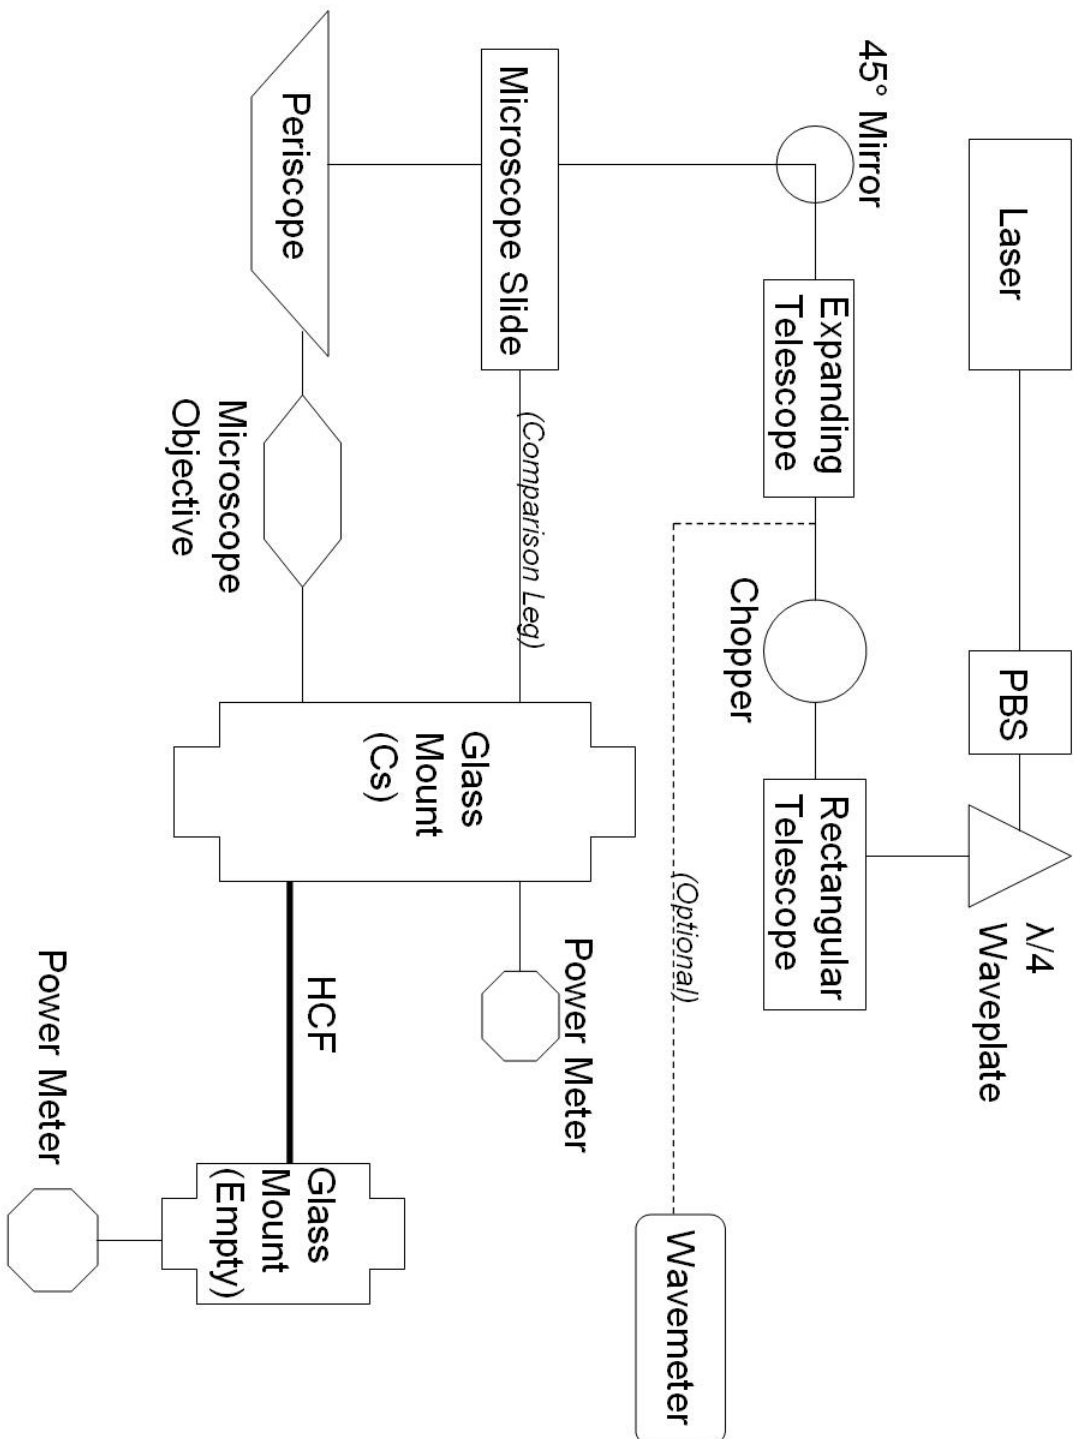 Laser
PBS
λ/4
Waveplate
45° Mirror
Expanding
Telescope
Chopper
Rectangular
Telescope
(Optional)
Wavemeter
Microscope Slide
(Comparison Leg)
Power Meter
Glass
Mount
(Cs)
Periscope
Microscope
Objective
HCF
Glass
Mount
(Empty)
Power Meter